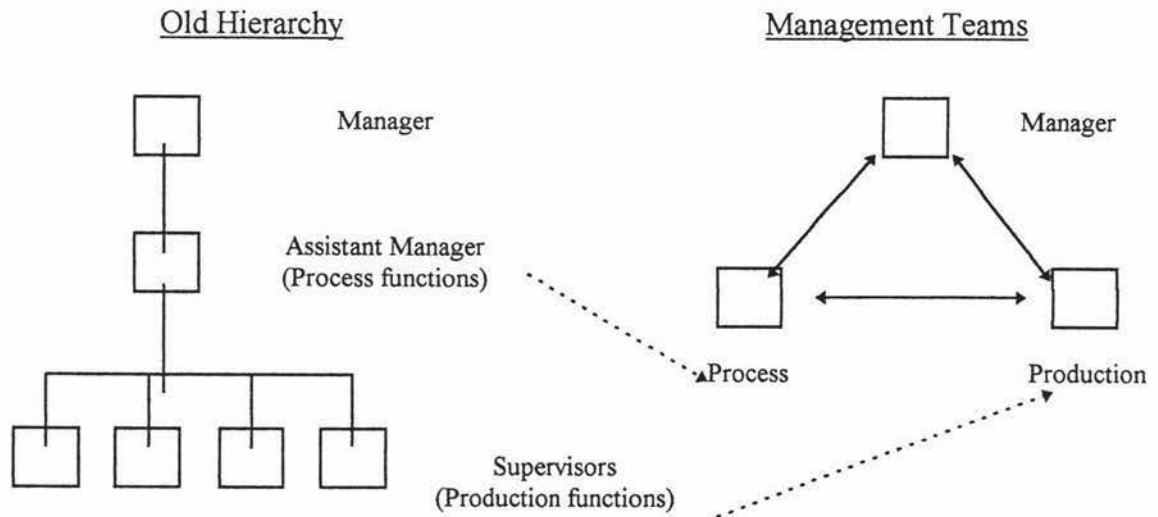 Old Hierarchy
Management Teams
Manager
Manager
Assistant Manager
(Process functions)
Process
Production
Supervisors
(Production functions)